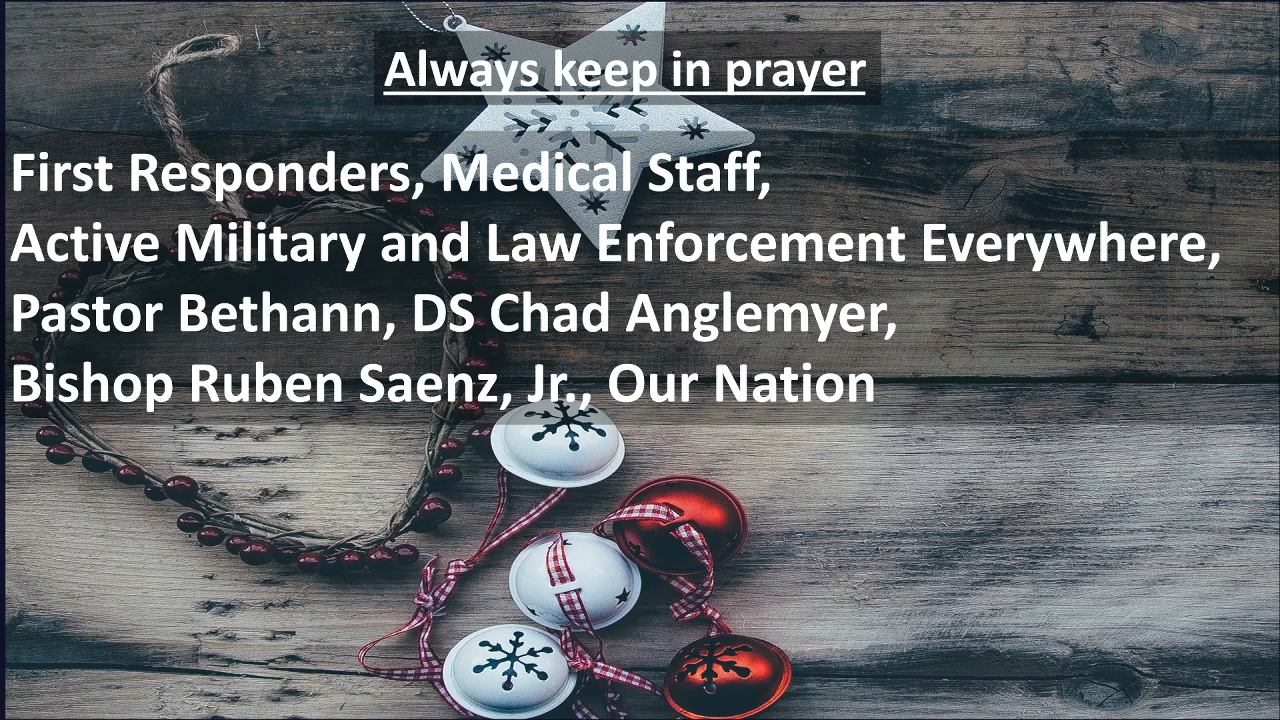 Always keep in prayer
First Responders, Medical Staff,
Active Military and Law Enforcement Everywhere,
Pastor Bethann, DS Chad Anglemyer,
Bishop Ruben Saenz, Jr., Our Nation